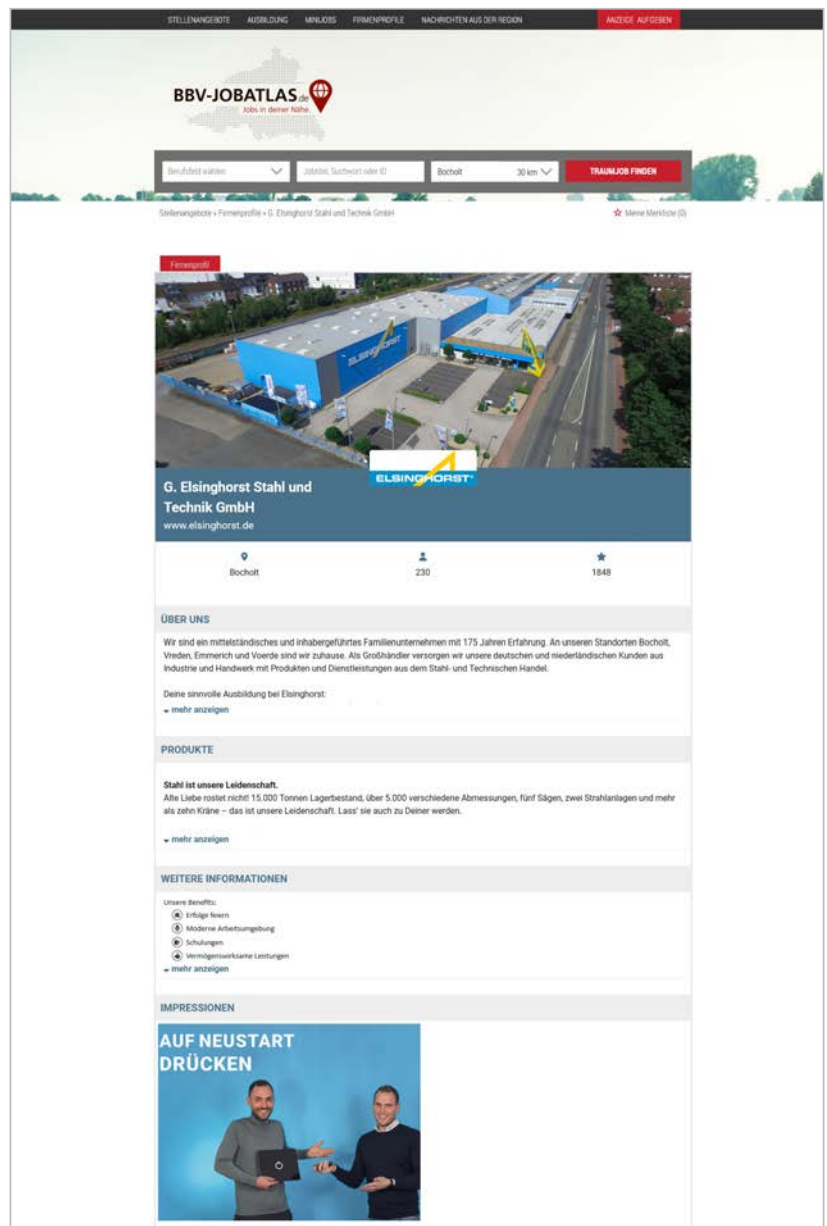 STELLENANGEBOTE AUSBILDUNG MINIJOBS FIRMENPROFILE NACHRICHTEN AUS DER REGION ANZEIGE AUFGEBEN
BBV-JOBATLAS.de
Jobs in deiner Nähe.
Berufsfeld wählen Jobtitel, Suchwort oder ID Bocholt 30 km TRAUMJOB FINDEN
Stellenangebote » Firmenprofile » G. Elsinghorst Stahl und Technik GmbH Meine Merkliste (0)
Firmenprofil
ELSINGHORST
ELSINGHORST®
G. Elsinghorst Stahl und
Technik GmbH
www.elsinghorst.de
Bocholt 230 1848
ÜBER UNS
Wir sind ein mittelständisches und inhabergeführtes Familienunternehmen mit 175 Jahren Erfahrung. An unseren Standorten Bocholt,
Vreden, Emmerich und Voerde sind wir zuhause. Als Großhändler versorgen wir unsere deutschen und niederländischen Kunden aus
Industrie und Handwerk mit Produkten und Dienstleistungen aus dem Stahl- und Technischen Handel.
Deine sinnvolle Ausbildung bei Elsinghorst:
mehr anzeigen
PRODUKTE
Stahl ist unsere Leidenschaft.
Alte Liebe rostet nicht! 15.000 Tonnen Lagerbestand, über 5.000 verschiedene Abmessungen, fünf Sägen, zwei Strahlanlagen und mehr
als zehn Kräne – das ist unsere Leidenschaft. Lass' sie auch zu Deiner werden.
mehr anzeigen
WEITERE INFORMATIONEN
Unsere Benefits:
Erfolge feiern
Moderne Arbeitsumgebung
Schulungen
Vermögenswirksame Leistungen
mehr anzeigen
IMPRESSIONEN
AUF NEUSTART
DRÜCKEN